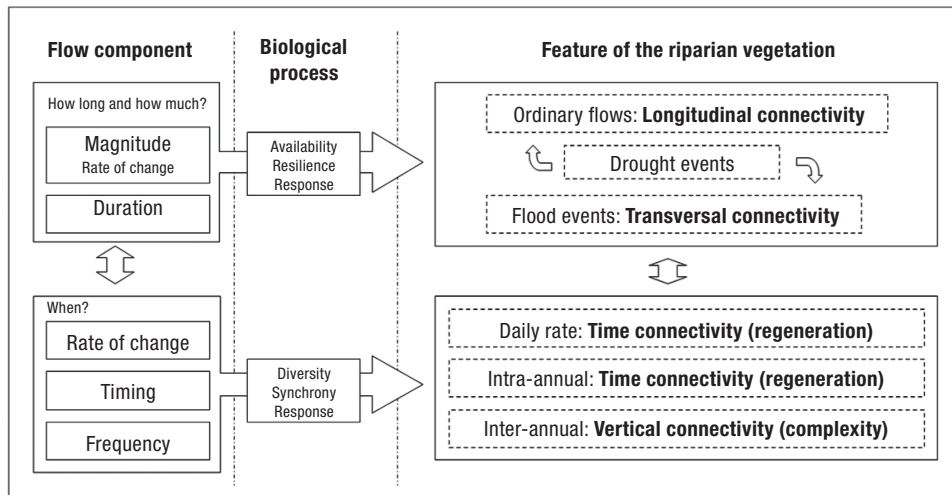 Flow component
Biological
process
Feature of the riparian vegetation
How long and how much?
Magnitude
Rate of change
Duration
Availability
Resilience
Response
Ordinary flows: Longitudinal connectivity
Drought events
Flood events: Transversal connectivity
When?
Rate of change
Timing
Frequency
Diversity
Synchrony
Response
Daily rate: Time connectivity (regeneration)
Intra-annual: Time connectivity (regeneration)
Inter-annual: Vertical connectivity (complexity)